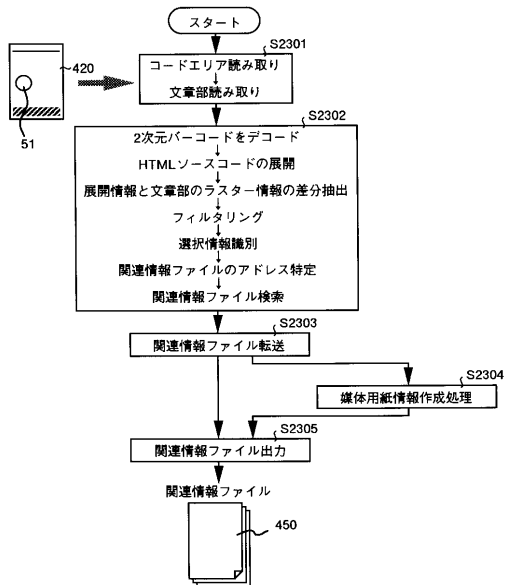 スタート
S2301
420
コードエリア読み取り
文章部読み取り
51
S2302
2次元バーコードをデコード
HTMLソースコードの展開
展開情報と文章部のラスター情報の差分抽出
フィルタリング
選択情報識別
関連情報ファイルのアドレス特定
関連情報ファイル検索
S2303
関連情報ファイル転送
S2304
媒体用紙情報作成処理
S2305
関連情報ファイル出力
関連情報ファイル
450